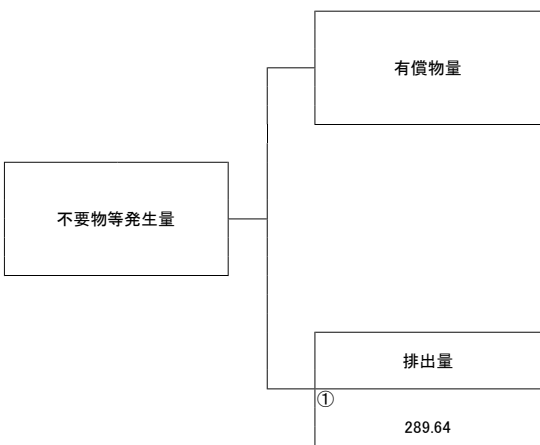 有償物量
不要物等発生量
排出量
①
289.64